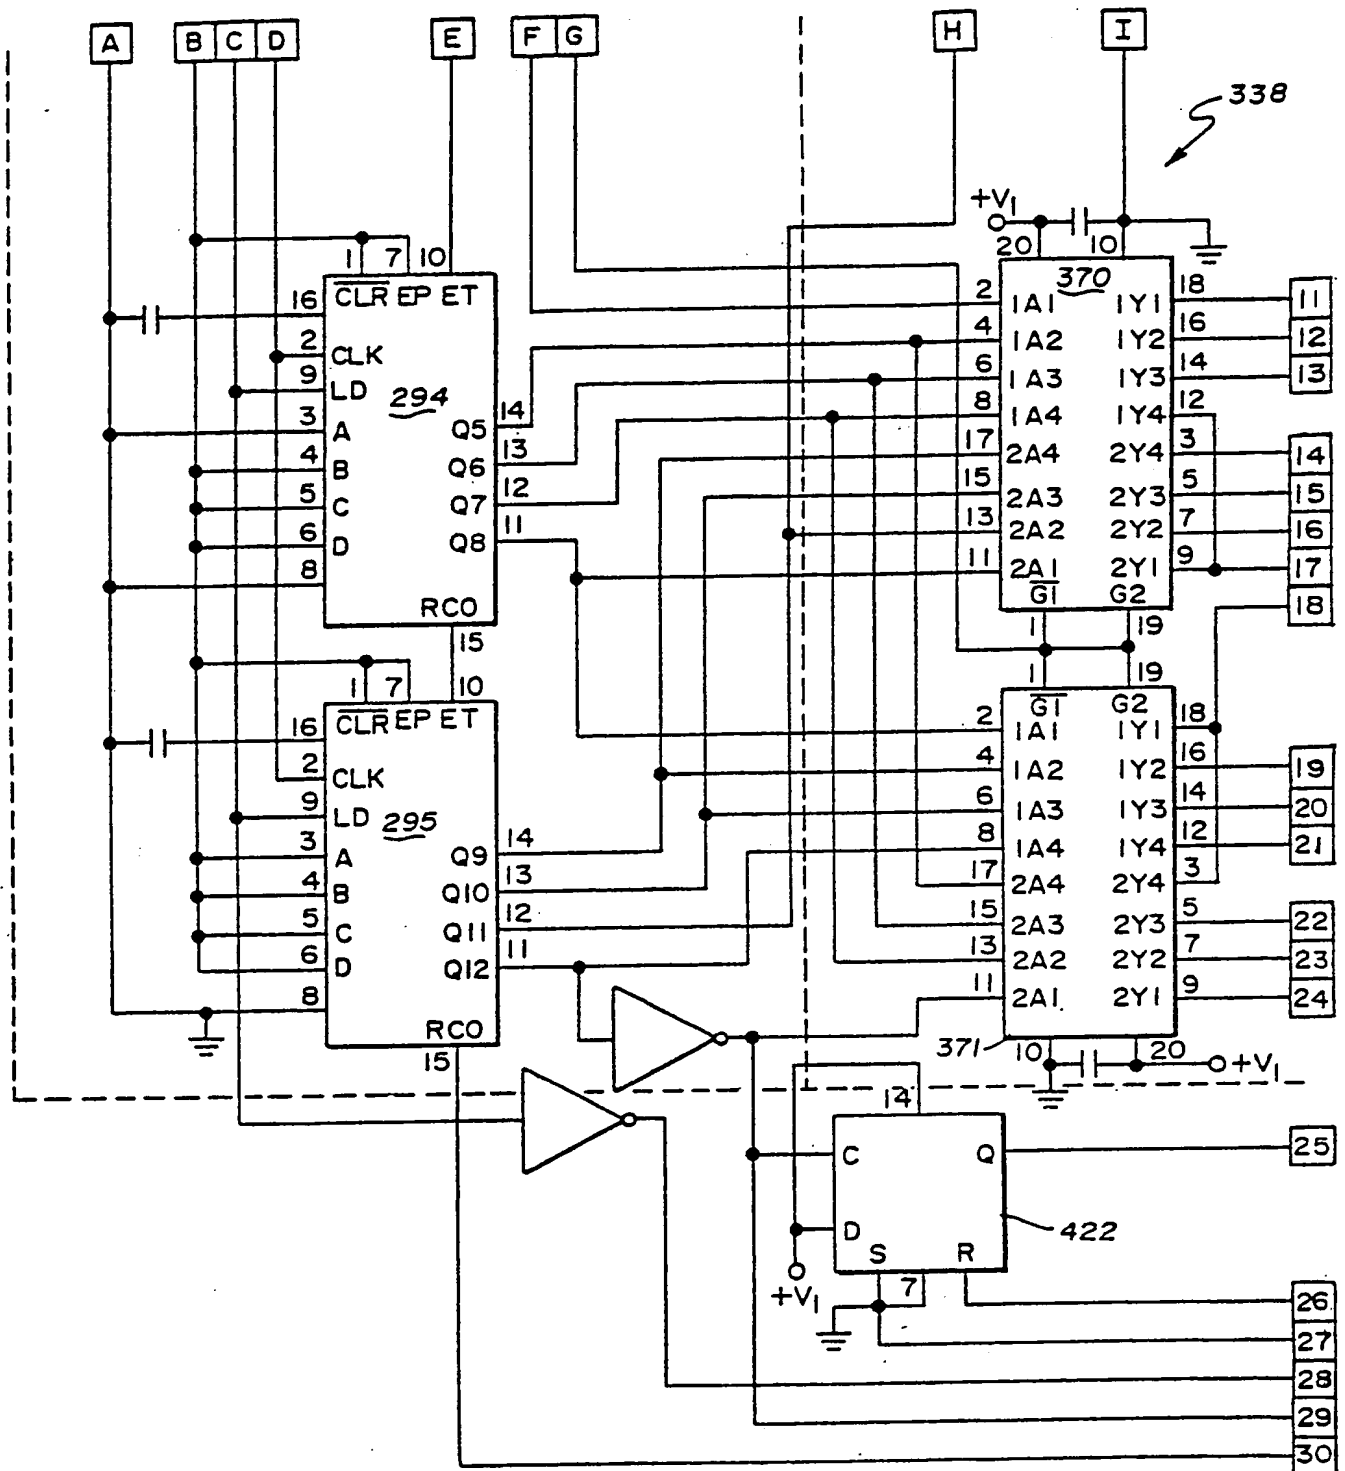 A B C D E F G H I
338
+V1
20 10
1 7 10
CLR EP ET
370
16
2 CLK
9 LD
294
3 A
4 B
5 C
6 D
8
Q5 14
Q6 13
Q7 12
Q8 11
RCO
15
2 1A1 1Y1 18 11
4 1A2 1Y2 16 12
6 1A3 1Y3 14 13
8 1A4 1Y4 12
17 2A4 2Y4 3 14
15 2A3 2Y3 5 15
13 2A2 2Y2 7 16
11 2A1 2Y1 9 17
G1 G2
18
1 19
1 7 10
CLR EP ET
16
2 CLK
9 LD
295
3 A
4 B
5 C
6 D
8
Q9 14
Q10 13
Q11 12
Q12 11
RCO
15
1 19
G1 G2
2 1A1 1Y1 18
4 1A2 1Y2 16 19
6 1A3 1Y3 14 20
8 1A4 1Y4 12 21
17 2A4 2Y4 3
15 2A3 2Y3 5 22
13 2A2 2Y2 7 23
11 2A1 2Y1 9 24
371
10 20
+V1
14
C Q 25
D
S R
422
7
+V1
26
27
28
29
30